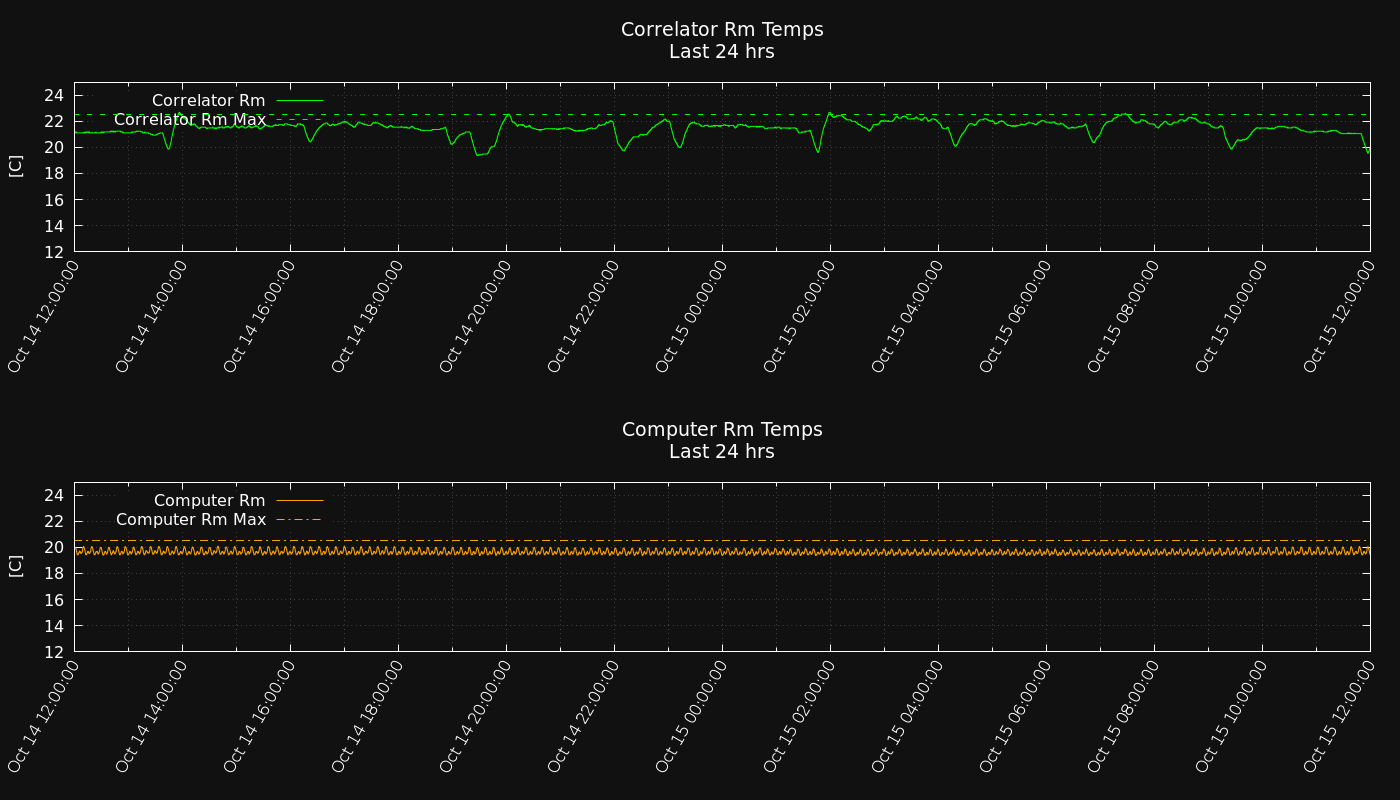 Correlator Rm Temps
Last 24 hrs
Correlator Rm
Correlator Rm Max
[C]
24
22
20
18
16
14
12
Oct 14 12:00:00
Oct 14 14:00:00
Oct 14 16:00:00
Oct 14 18:00:00
Oct 14 20:00:00
Oct 14 22:00:00
Oct 15 00:00:00
Oct 15 02:00:00
Oct 15 04:00:00
Oct 15 06:00:00
Oct 15 08:00:00
Oct 15 10:00:00
Oct 15 12:00:00
Computer Rm Temps
Last 24 hrs
Computer Rm
Computer Rm Max
[C]
24
22
20
18
16
14
12
Oct 14 12:00:00
Oct 14 14:00:00
Oct 14 16:00:00
Oct 14 18:00:00
Oct 14 20:00:00
Oct 14 22:00:00
Oct 15 00:00:00
Oct 15 02:00:00
Oct 15 04:00:00
Oct 15 06:00:00
Oct 15 08:00:00
Oct 15 10:00:00
Oct 15 12:00:00